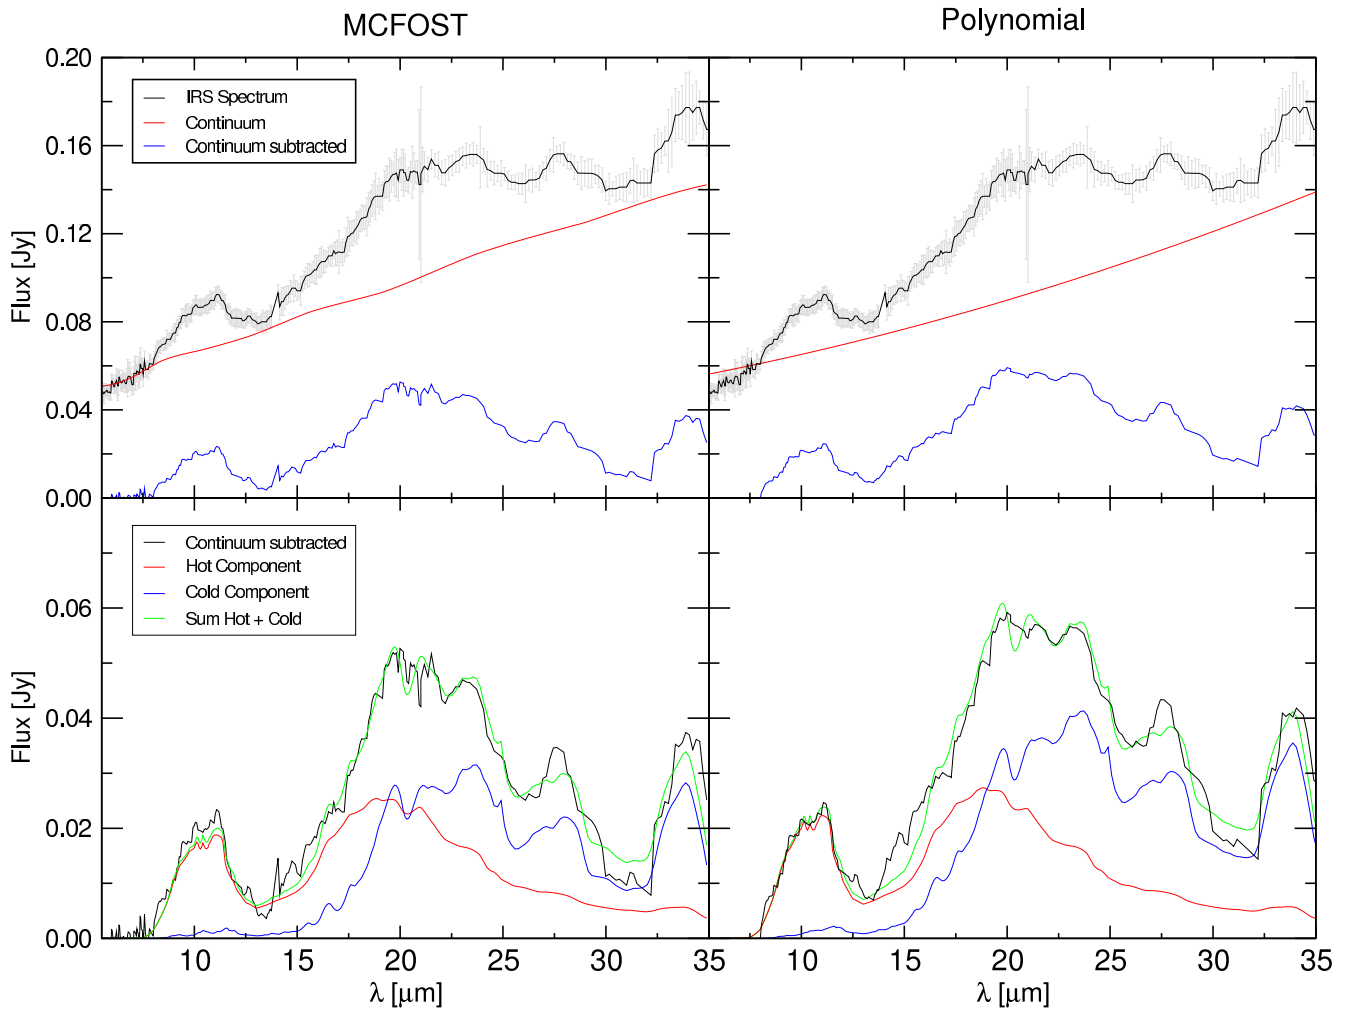 MCFOST
Polynomial
0.20
0.16
0.12
0.08
0.04
0.00
Flux [Jy]
IRS Spectrum
Continuum
Continuum subtracted
0.06
0.04
0.02
0.00
Flux [Jy]
Continuum subtracted
Hot Component
Cold Component
Sum Hot + Cold
10 15 20 25 30 35
10 15 20 25 30 35
λ [μm]
λ [μm]